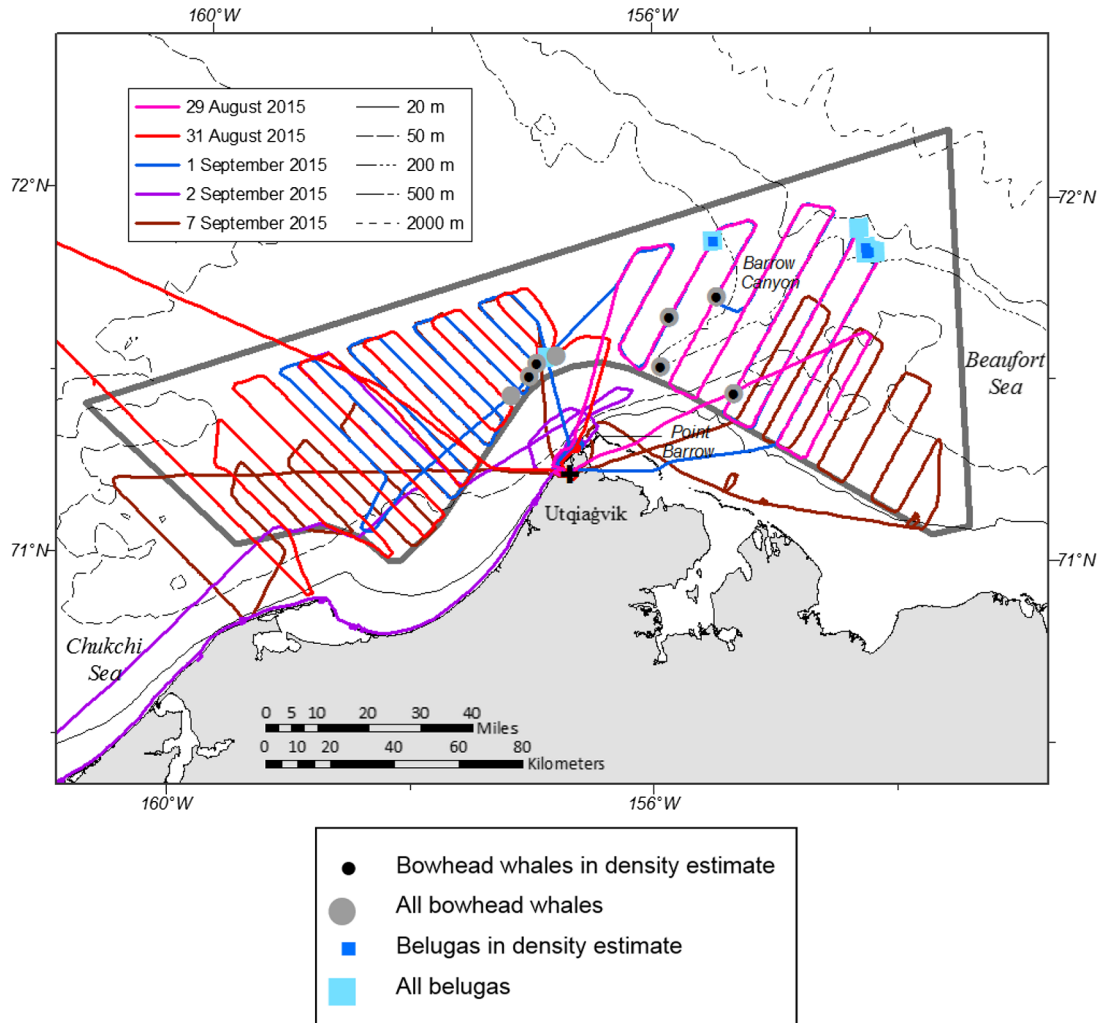 160°W 156°W
29 August 2015 20 m
31 August 2015 50 m
1 September 2015 200 m
2 September 2015 500 m
7 September 2015 2000 m
72°N 72°N
Barrow
Canyon
Beaufort
Sea
Point
Barrow
Utqiaġvik
71°N 71°N
Chukchi
Sea
0 5 10 20 30 40
Miles
0 10 20 40 60 80
Kilometers
160°W 156°W
Bowhead whales in density estimate
All bowhead whales
Belugas in density estimate
All belugas